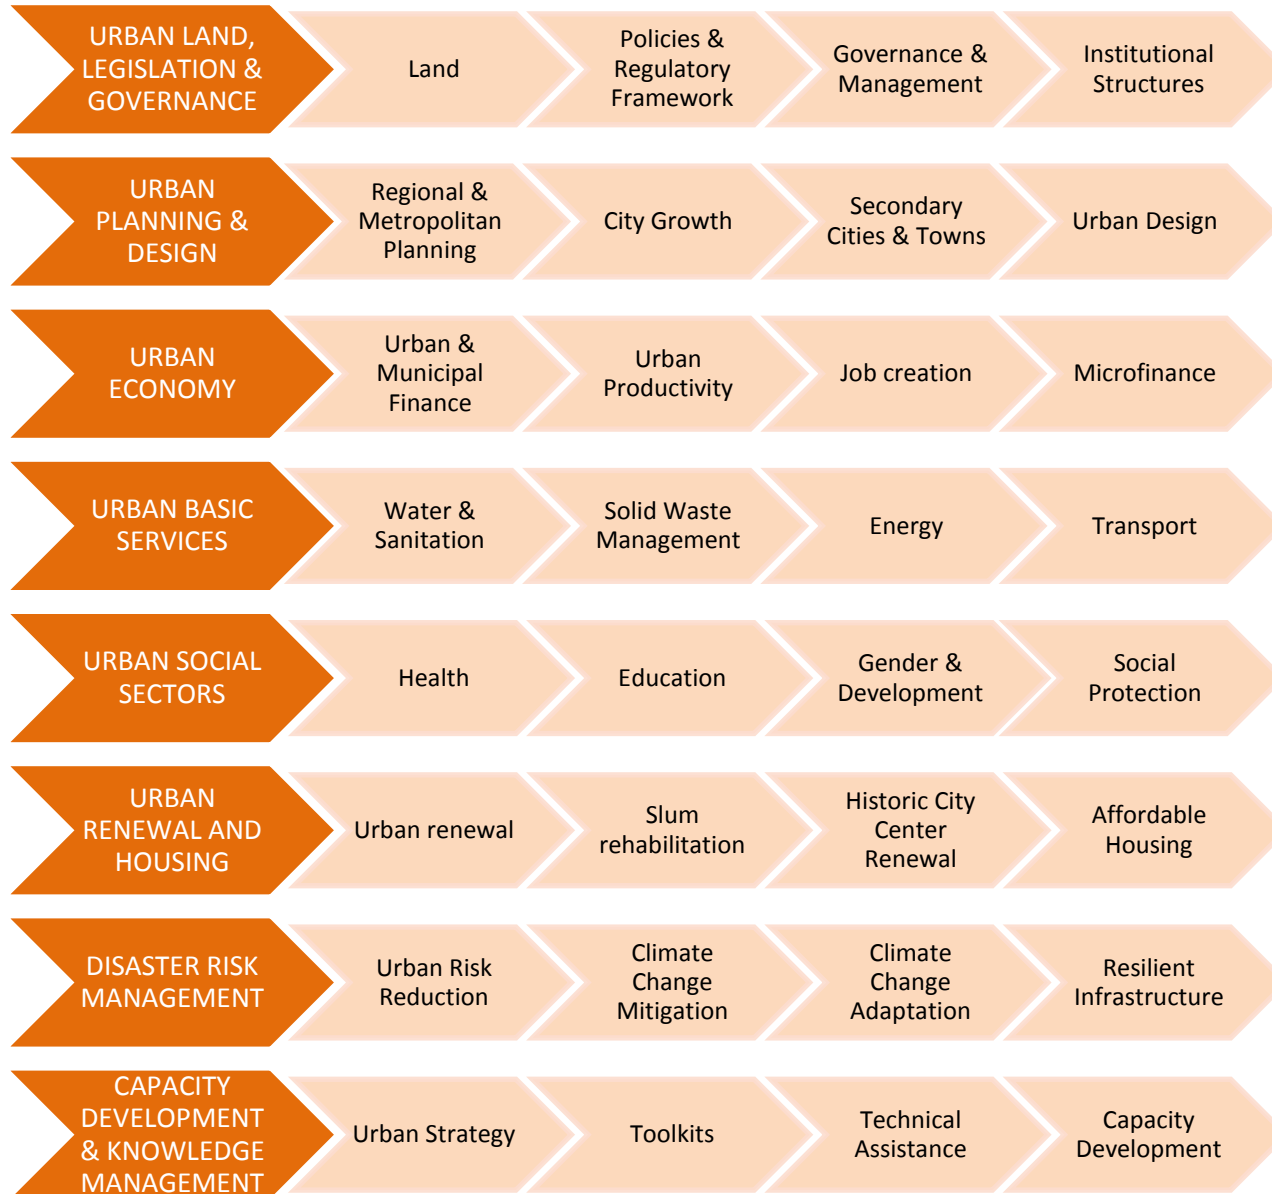 URBAN LAND,
LEGISLATION &
GOVERNANCE
Land
Policies &
Regulatory
Framework
Governance &
Management
Institutional
Structures
URBAN
PLANNING &
DESIGN
Regional &
Metropolitan
Planning
City Growth
Secondary
Cities & Towns
Urban Design
URBAN
ECONOMY
Urban &
Municipal
Finance
Urban
Productivity
Job creation
Microfinance
URBAN BASIC
SERVICES
Water &
Sanitation
Solid Waste
Management
Energy
Transport
URBAN SOCIAL
SECTORS
Health
Education
Gender &
Development
Social
Protection
URBAN
RENEWAL AND
HOUSING
Urban renewal
Slum
rehabilitation
Historic City
Center
Renewal
Affordable
Housing
DISASTER RISK
MANAGEMENT
Urban Risk
Reduction
Climate
Change
Mitigation
Climate
Change
Adaptation
Resilient
Infrastructure
CAPACITY
DEVELOPMENT
& KNOWLEDGE
MANAGEMENT
Urban Strategy
Toolkits
Technical
Assistance
Capacity
Development